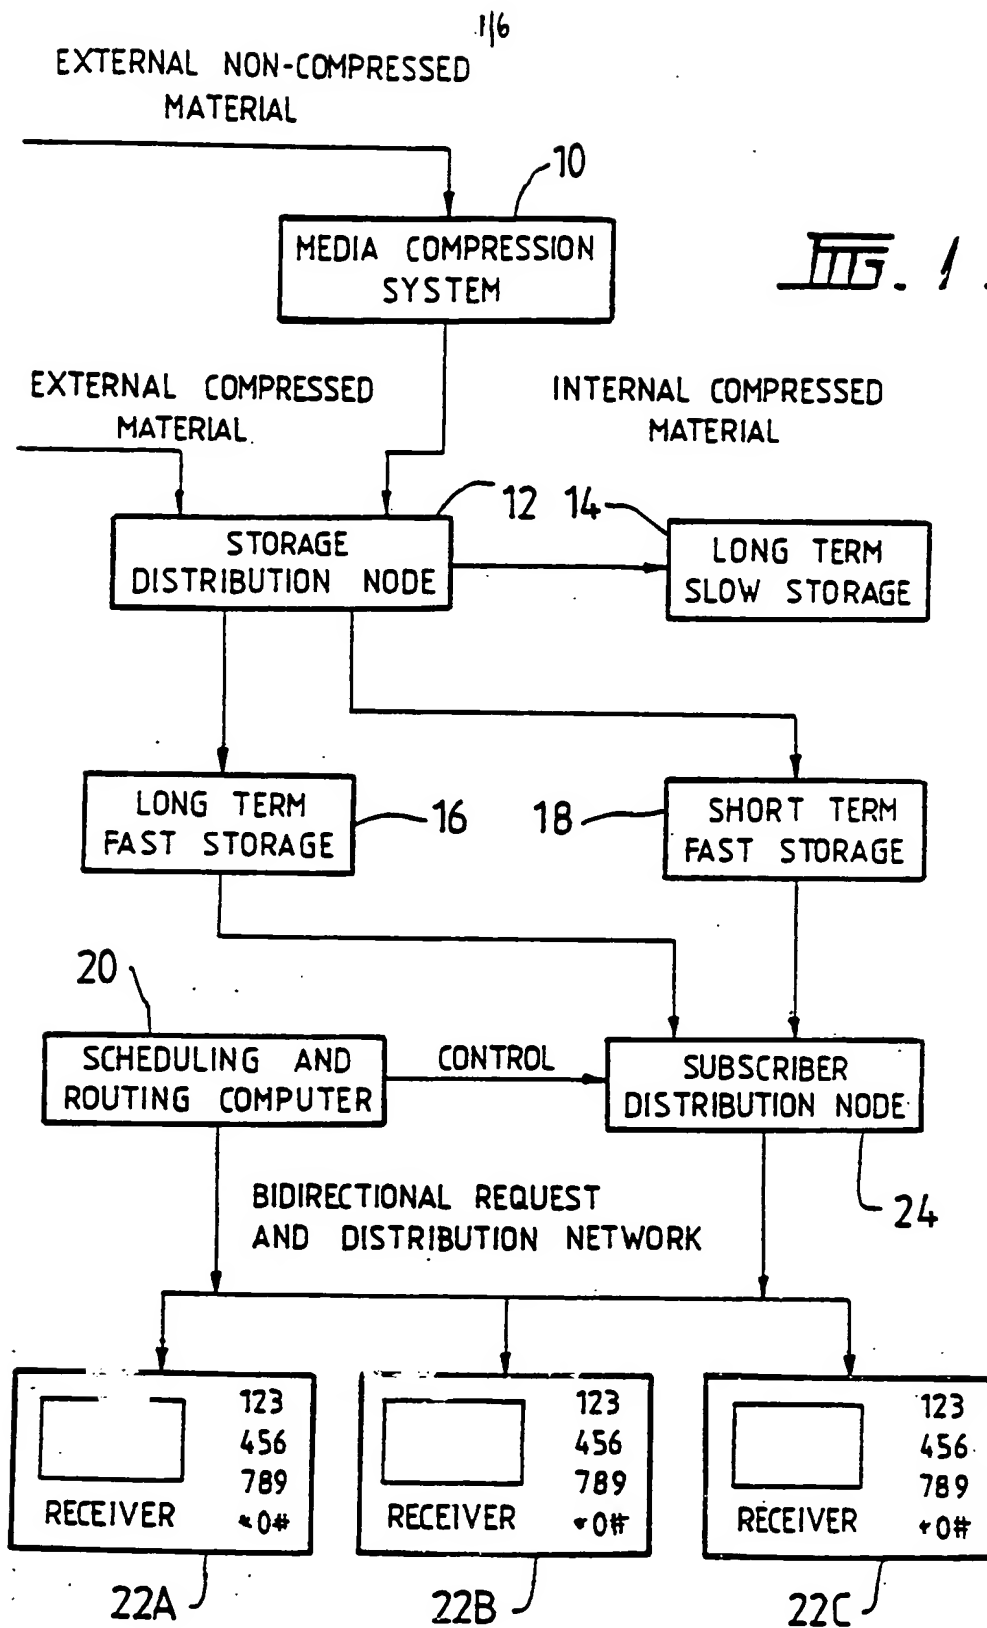 1/6
EXTERNAL NON-COMPRESSED
MATERIAL
10
MEDIA COMPRESSION
SYSTEM
FIG. 1.
EXTERNAL COMPRESSED
MATERIAL
INTERNAL COMPRESSED
MATERIAL
12
14
STORAGE
DISTRIBUTION NODE
LONG TERM
SLOW STORAGE
LONG TERM
FAST STORAGE
16
18
SHORT TERM
FAST STORAGE
20
SCHEDULING AND
ROUTING COMPUTER
CONTROL
SUBSCRIBER
DISTRIBUTION NODE
24
BIDIRECTIONAL REQUEST
AND DISTRIBUTION NETWORK
123
456
789
*0#
RECEIVER
22A
123
456
789
*0#
RECEIVER
22B
123
456
789
*0#
RECEIVER
22C